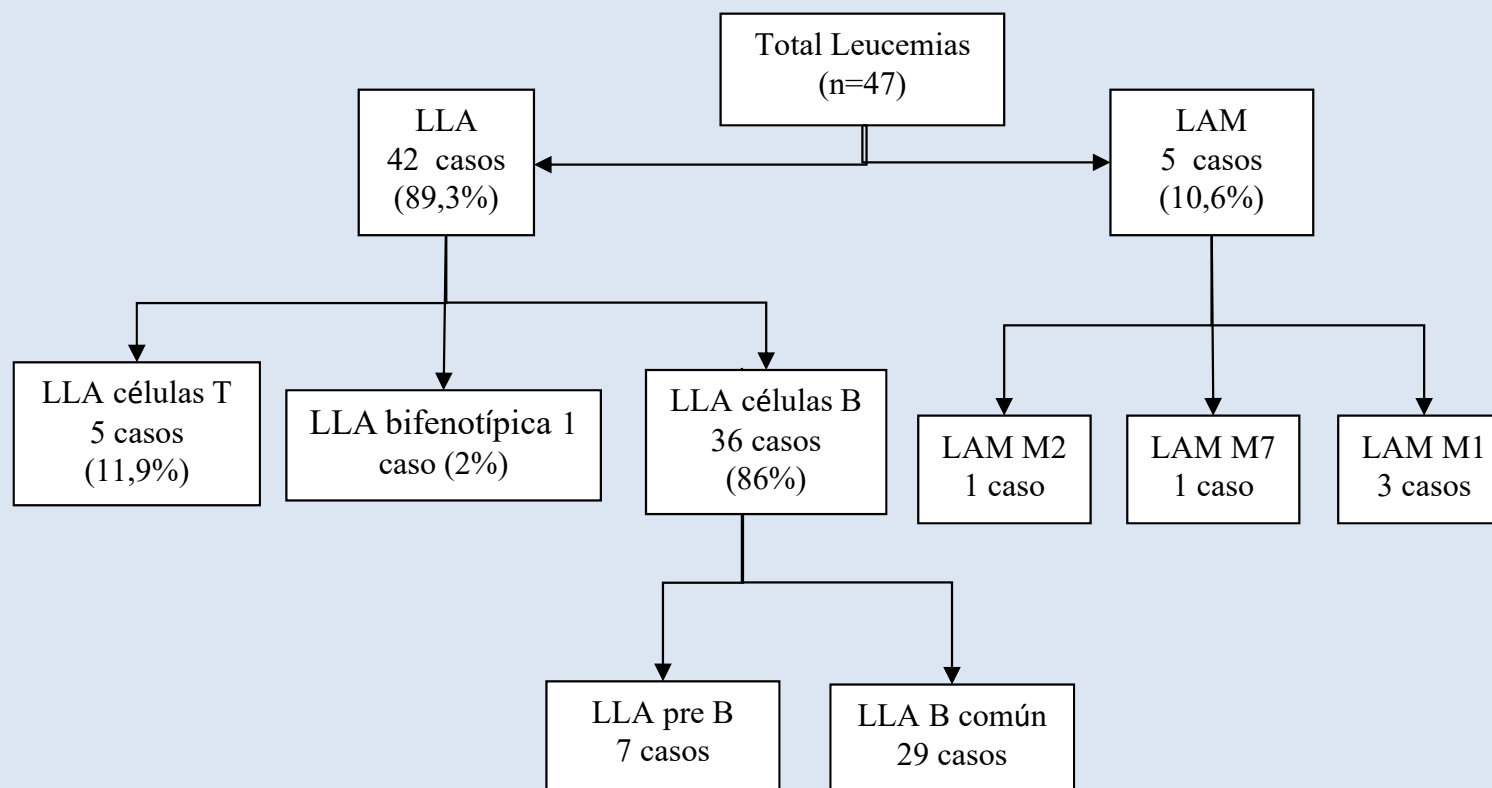 Total Leucemias
(n=47)
LLA
42 casos
(89,3%)
LAM
5 casos
(10,6%)
LLA células T
5 casos
(11,9%)
LLA bifenotípica 1
caso (2%)
LLA células B
36 casos
(86%)
LAM M2
1 caso
LAM M7
1 caso
LAM M1
3 casos
LLA pre B
7 casos
LLA B común
29 casos